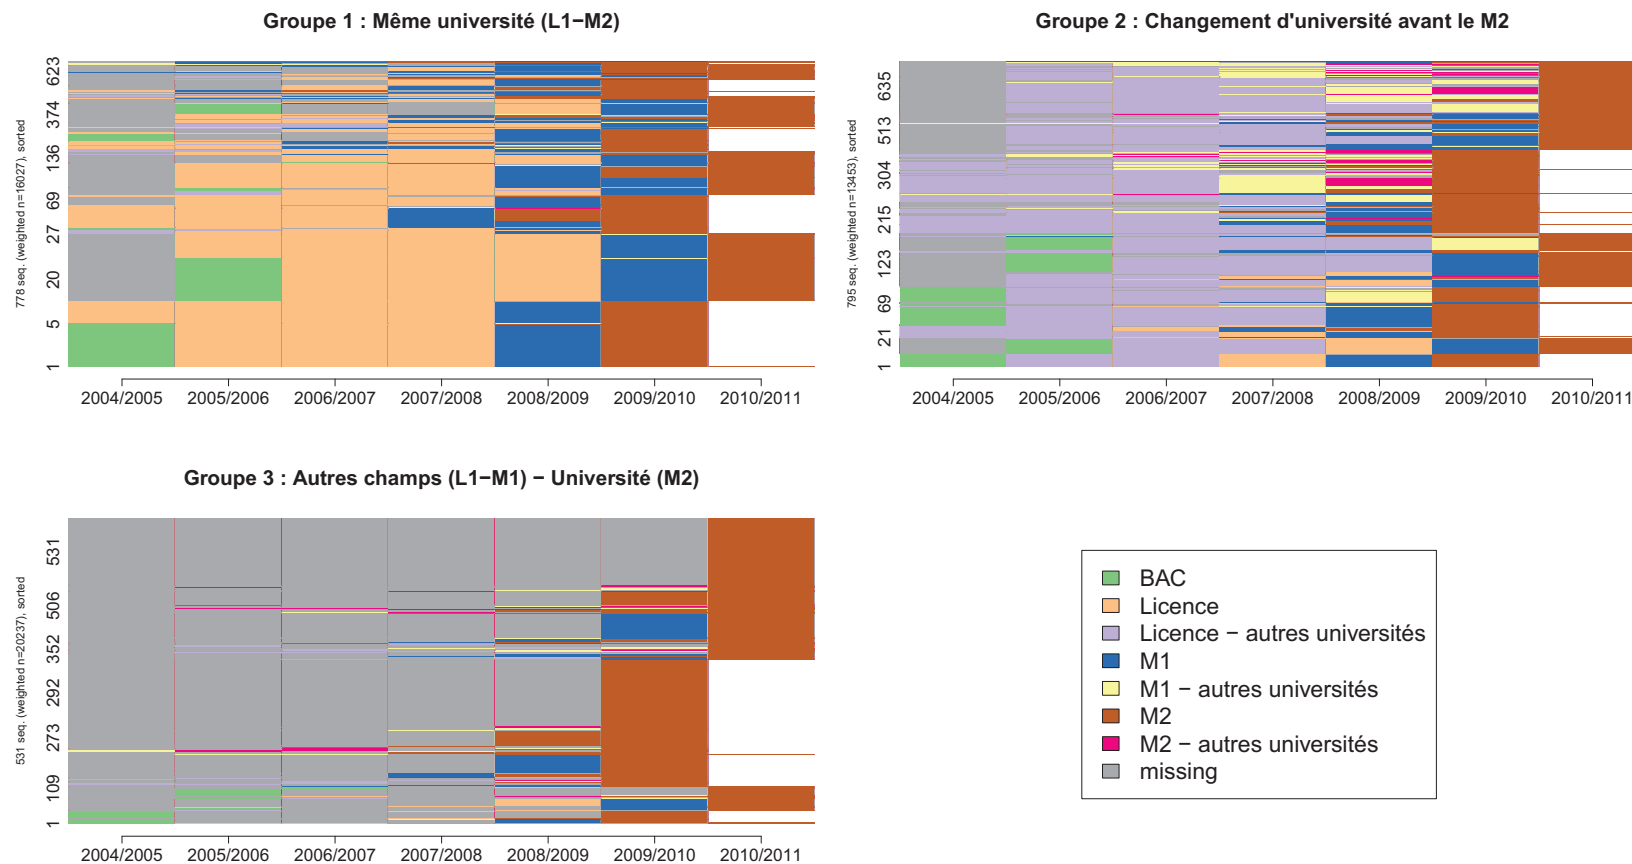 Groupe 1 : Même université (L1−M2)
778 seq. (weighted n=16027), sorted
623
374
136
69
27
20
5
1
2004/2005 2005/2006 2006/2007 2007/2008 2008/2009 2009/2010 2010/2011
Groupe 2 : Changement d'université avant le M2
795 seq. (weighted n=13453), sorted
635
513
304
215
123
69
21
1
2004/2005 2005/2006 2006/2007 2007/2008 2008/2009 2009/2010 2010/2011
Groupe 3 : Autres champs (L1−M1) − Université (M2)
531 seq. (weighted n=20237), sorted
531
506
352
292
273
109
1
2004/2005 2005/2006 2006/2007 2007/2008 2008/2009 2009/2010 2010/2011
BAC
Licence
Licence − autres universités
M1
M1 − autres universités
M2
M2 − autres universités
missing